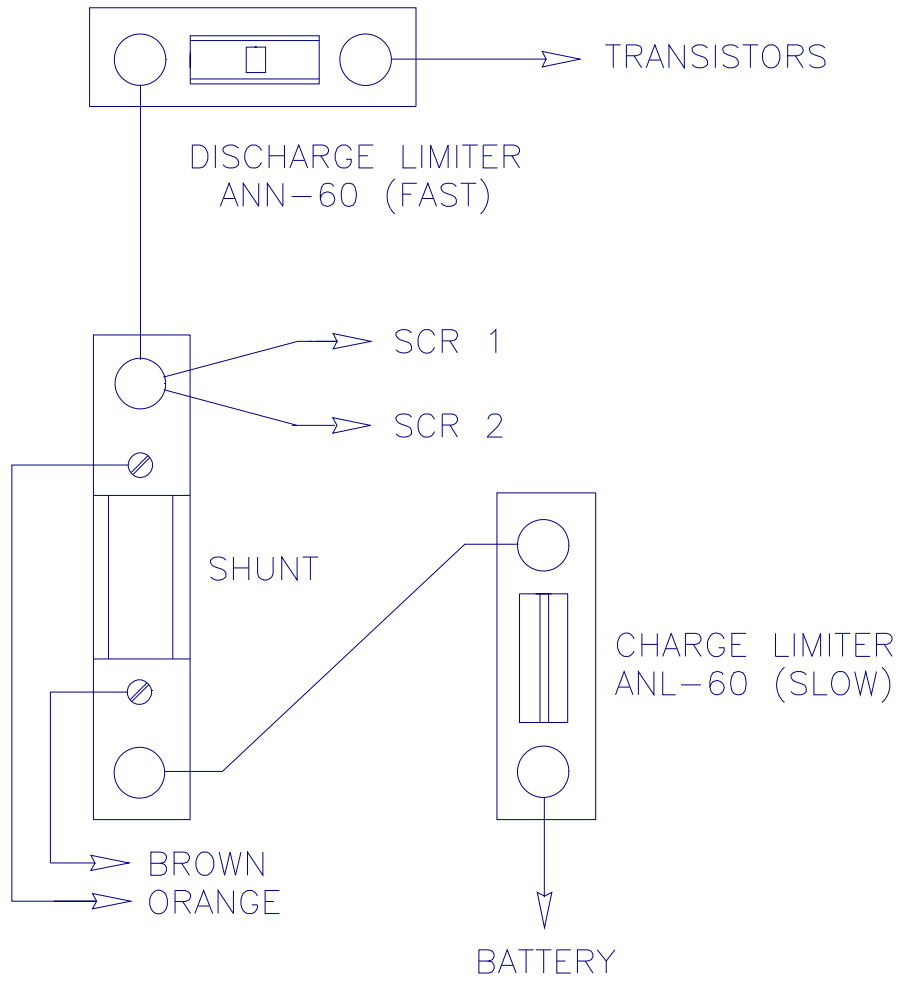 TRANSISTORS
DISCHARGE LIMITER
ANN-60 (FAST)
SCR 1
SCR 2
SHUNT
CHARGE LIMITER
ANL-60 (SLOW)
BROWN
ORANGE
BATTERY